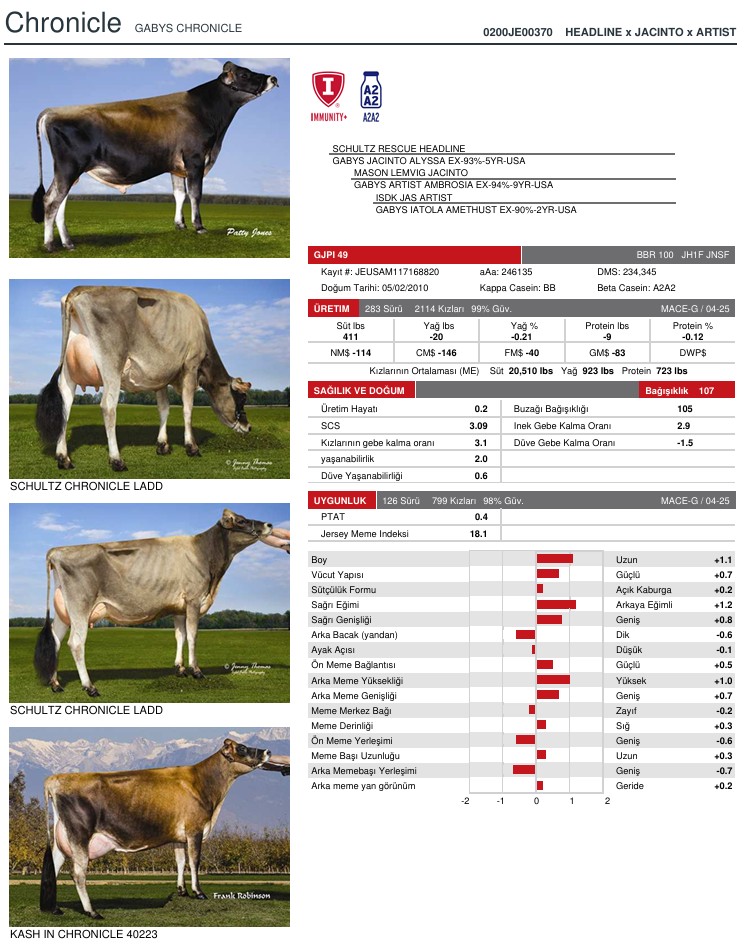 Chronicle GABYS CHRONICLE
0200JE00370 HEADLINE x JACINTO x ARTIST
I
IMMUNITY+
A2
A2
A2A2
SCHULTZ RESCUE HEADLINE
GABYS JACINTO ALYSSA EX-93%-5YR-USA
MASON LEMVIG JACINTO
GABYS ARTIST AMBROSIA EX-94%-9YR-USA
ISDK JAS ARTIST
GABYS IATOLA AMETHUST EX-90%-2YR-USA
Patty Jones
GJPI 49 BBR 100 JH1F JNSF
Kayıt #: JEUSAM117168820 aAa: 246135 DMS: 234,345
Doğum Tarihi: 05/02/2010 Kappa Casein: BB Beta Casein: A2A2
ÜRETIM 283 Sürü 2114 Kızları 99% Güv. MACE-G / 04-25
Süt lbs Yağ lbs Yağ % Protein lbs Protein %
411 -20 -0.21 -9 -0.12
NM$ -114 CM$ -146 FM$ -40 GM$ -83 DWP$
Kızlarının Ortalaması (ME) Süt 20,510 lbs Yağ 923 lbs Protein 723 lbs
SAĞILIK VE DOĞUM Bağışıklık 107
Üretim Hayatı 0.2 Buzağı Bağışıklığı 105
SCS 3.09 Inek Gebe Kalma Oranı 2.9
Kızlarının gebe kalma oranı 3.1 Düve Gebe Kalma Oranı -1.5
yaşanabilirlik 2.0
Düve Yaşanabilirliği 0.6
© Jenny Thomas
SCHULTZ CHRONICLE LADD
UYGUNLUK 126 Sürü 799 Kızları 98% Güv. MACE-G / 04-25
PTAT 0.4
Jersey Meme Indeksi 18.1
Boy Uzun +1.1
Vücut Yapısı Güçlü +0.7
Sütçülük Formu Açık Kaburga +0.2
Sağrı Eğimi Arkaya Eğimli +1.2
Sağrı Genişliği Geniş +0.8
Arka Bacak (yandan) Dik -0.6
Ayak Açısı Düşük -0.1
Ön Meme Bağlantısı Güçlü +0.5
Arka Meme Yüksekliği Yüksek +1.0
Arka Meme Genişliği Geniş +0.7
Meme Merkez Bağı Zayıf -0.2
Meme Derinliği Sığ +0.3
Ön Meme Yerleşimi Geniş -0.6
Meme Başı Uzunluğu Uzun +0.3
Arka Memebaşı Yerleşimi Geniş -0.7
Arka meme yan görünüm Geride +0.2
-2 -1 0 1 2
© Jenny Thomas
SCHULTZ CHRONICLE LADD
Frank Robinson
KASH IN CHRONICLE 40223